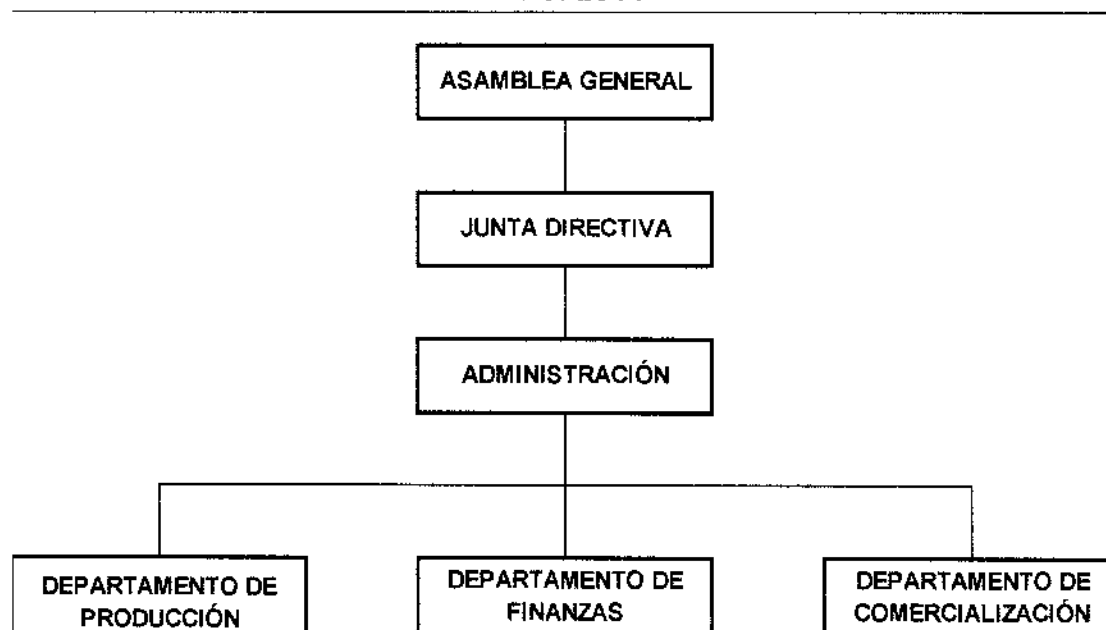 ASAMBLEA GENERAL
JUNTA DIRECTIVA
ADMINISTRACIÓN
DEPARTAMENTO DE
PRODUCCIÓN
DEPARTAMENTO DE
FINANZAS
DEPARTAMENTO DE
COMERCIALIZACIÓN